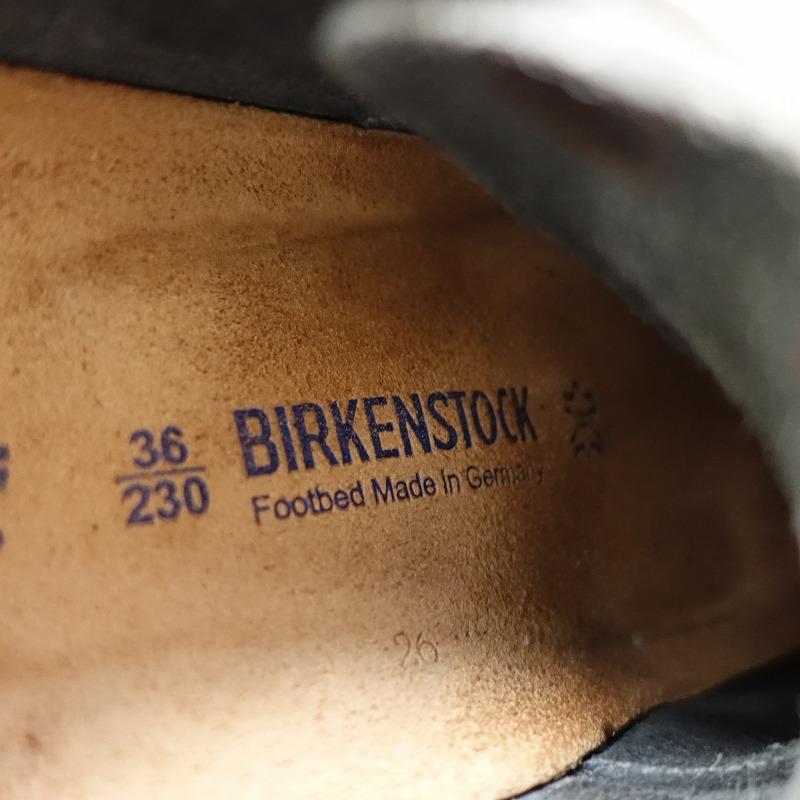 36
230
BIRKENSTOCK
Footbed Made In Germany
26